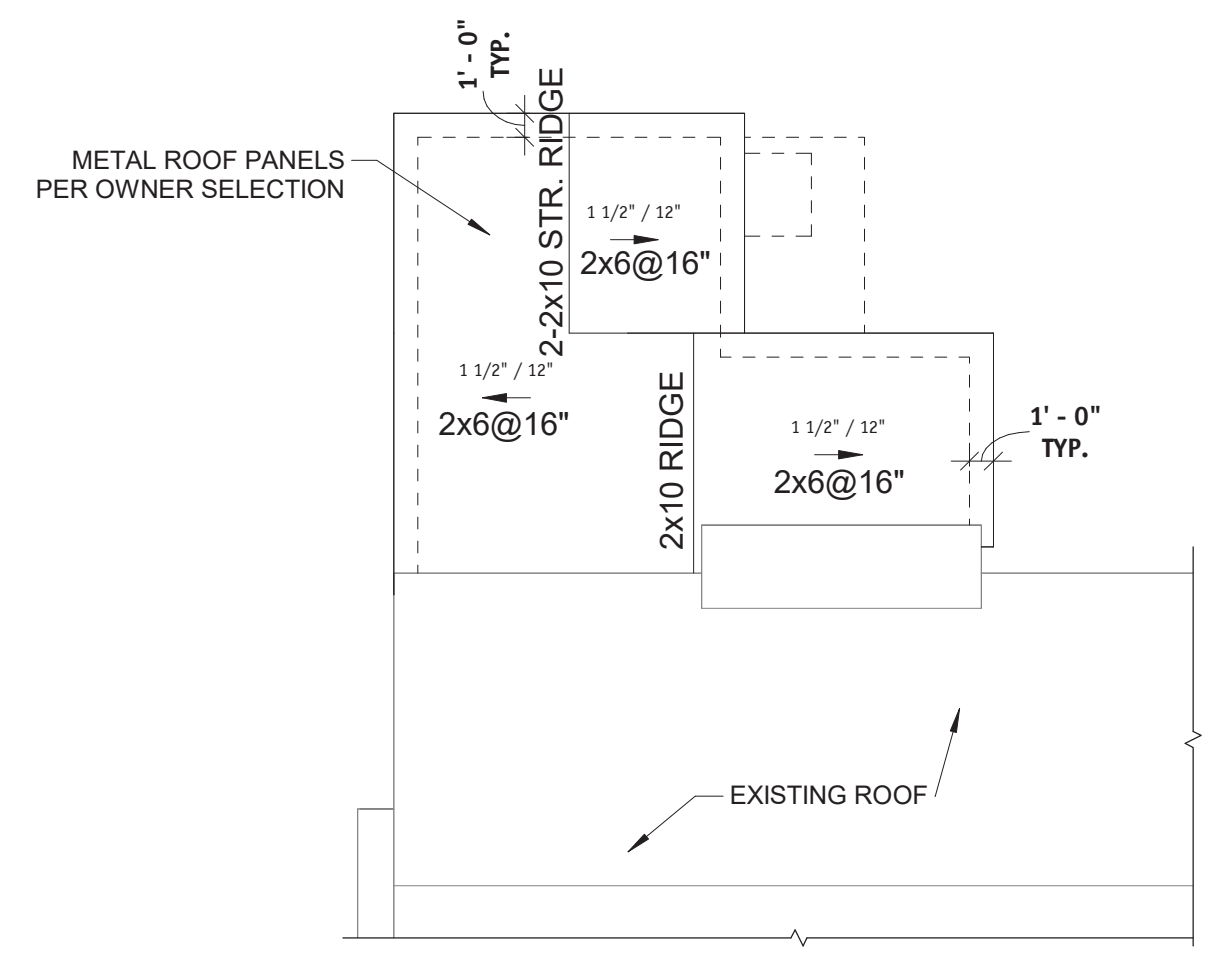 1' - 0"
TYP.
METAL ROOF PANELS
PER OWNER SELECTION
2-2x10 STR. RIDGE
1 1/2" / 12"
2x6@16"
1 1/2" / 12"
2x6@16"
2x10 RIDGE
1 1/2" / 12"
2x6@16"
1' - 0"
TYP.
EXISTING ROOF